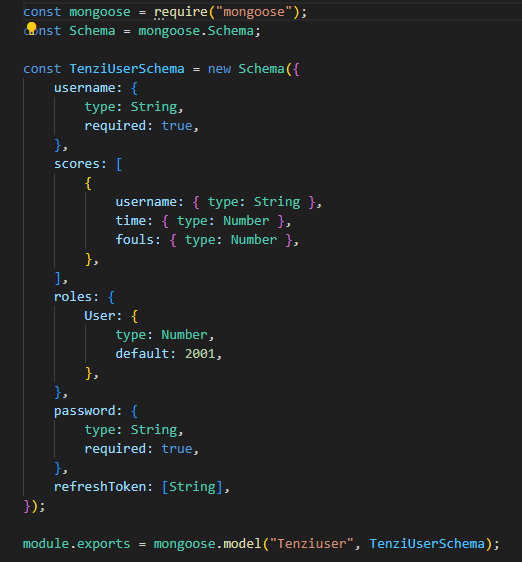 const mongoose = require("mongoose");
const Schema = mongoose.Schema;
const TenziUserSchema = new Schema({
    username: {
        type: String,
        required: true,
    },
    scores: [
        {
            username: { type: String },
            time: { type: Number },
            fouls: { type: Number },
        },
    ],
    roles: {
        User: {
            type: Number,
            default: 2001,
        },
    },
    password: {
        type: String,
        required: true,
    },
    refreshToken: [String],
});
module.exports = mongoose.model("Tenziuser", TenziUserSchema);